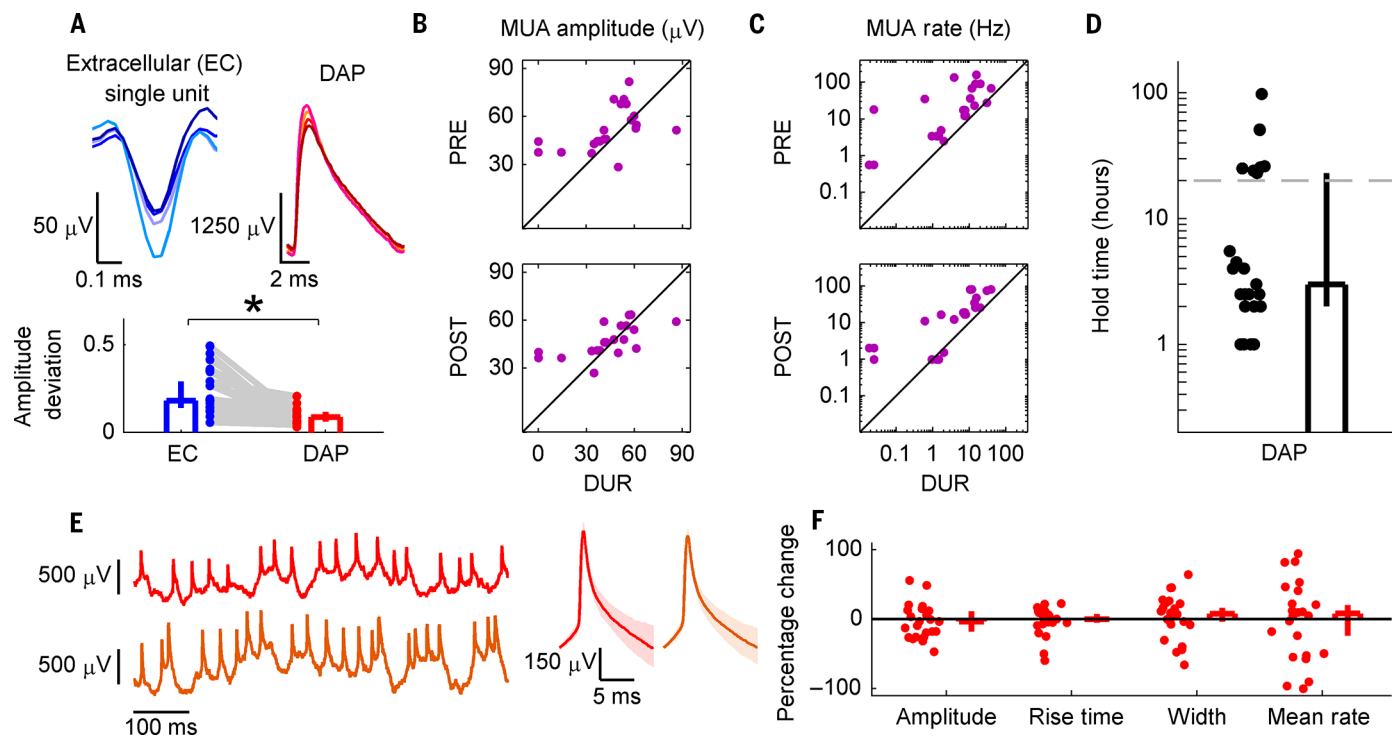 A
Extracellular (EC)
single unit
DAP
50 μV
0.1 ms
1250 μV
2 ms
*
Amplitude
deviation
0.5
0
EC
DAP
B
MUA amplitude (μV)
PRE
90
60
30
POST
90
60
30
0
30
60
90
DUR
C
MUA rate (Hz)
PRE
100
10
1
0.1
POST
100
10
1
0.1
0.1
1
10
100
DUR
D
Hold time (hours)
100
10
1
DAP
E
500 μV
500 μV
100 ms
150 μV
5 ms
F
Percentage change
100
0
−100
Amplitude
Rise time
Width
Mean rate